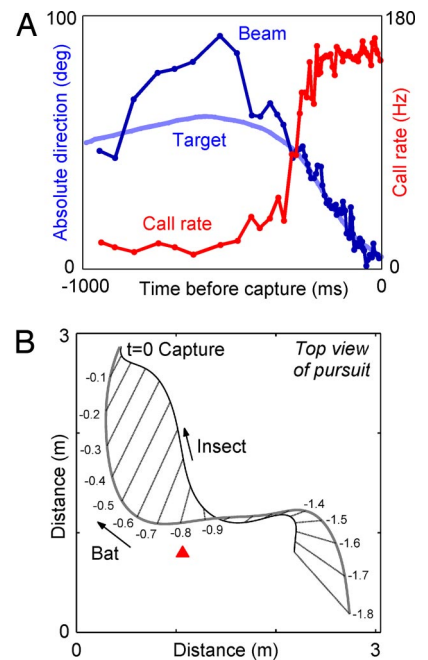 A
100
180
Absolute direction (deg)
Beam
Target
Call rate
Call rate (Hz)
0
0
-1000
Time before capture (ms)
0
B
3
t=0 Capture
Top view
of pursuit
-0.1
-0.2
-0.3
-0.4
-0.5
-0.6
-0.7
-0.8
-0.9
Insect
Bat
-1.4
-1.5
-1.6
-1.7
-1.8
Distance (m)
0
0
Distance (m)
3